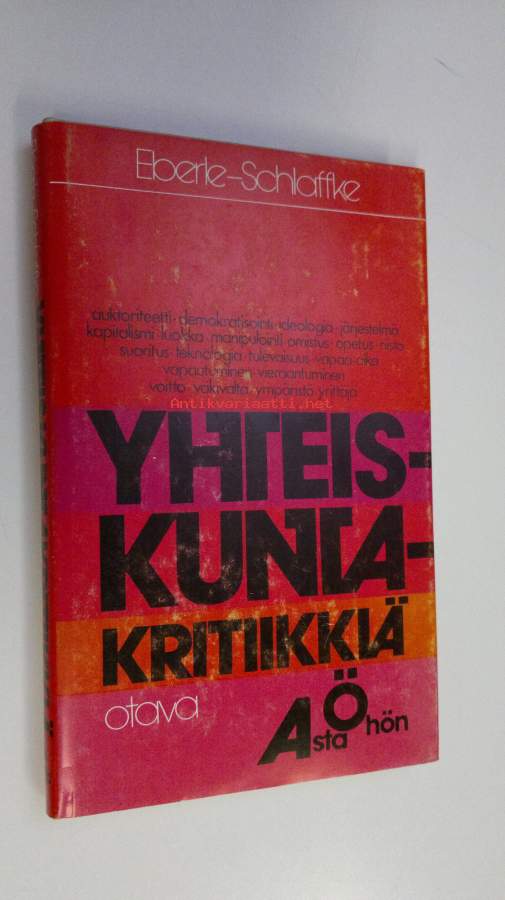 Eberle–Schlaffke
auktoriteetti · demokratisointi · ideologia · järjestelmä
kapitalismi · luokka · manipulointi · omistus · opetus · riisto
suoritus · teknologia · tulevaisuus · vapaa-aika
vapautuminen · vieraantuminen
voitto · väkivalta · ympäristö · yrittäjä
Antikvariaatti.net
YHTEIS-
KUNTA-
KRITIIKKIÄ
otava
Asta Öhön